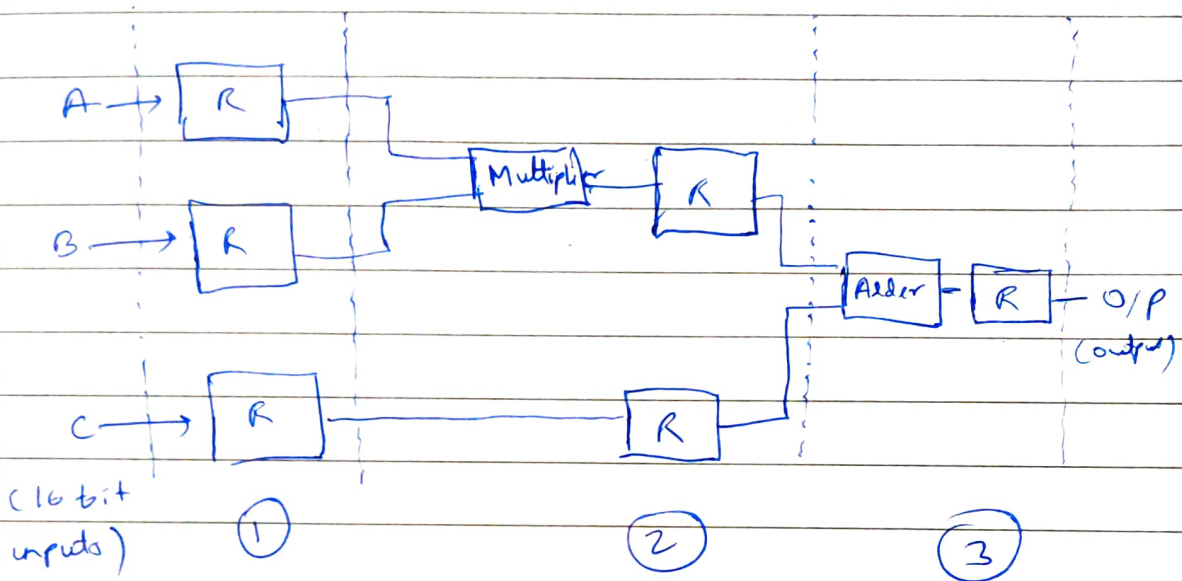 A
R
Multiplier
R
B
R
Adder
R
O/P
(output)
C
R
R
(16 bit
inputs)
1
2
3